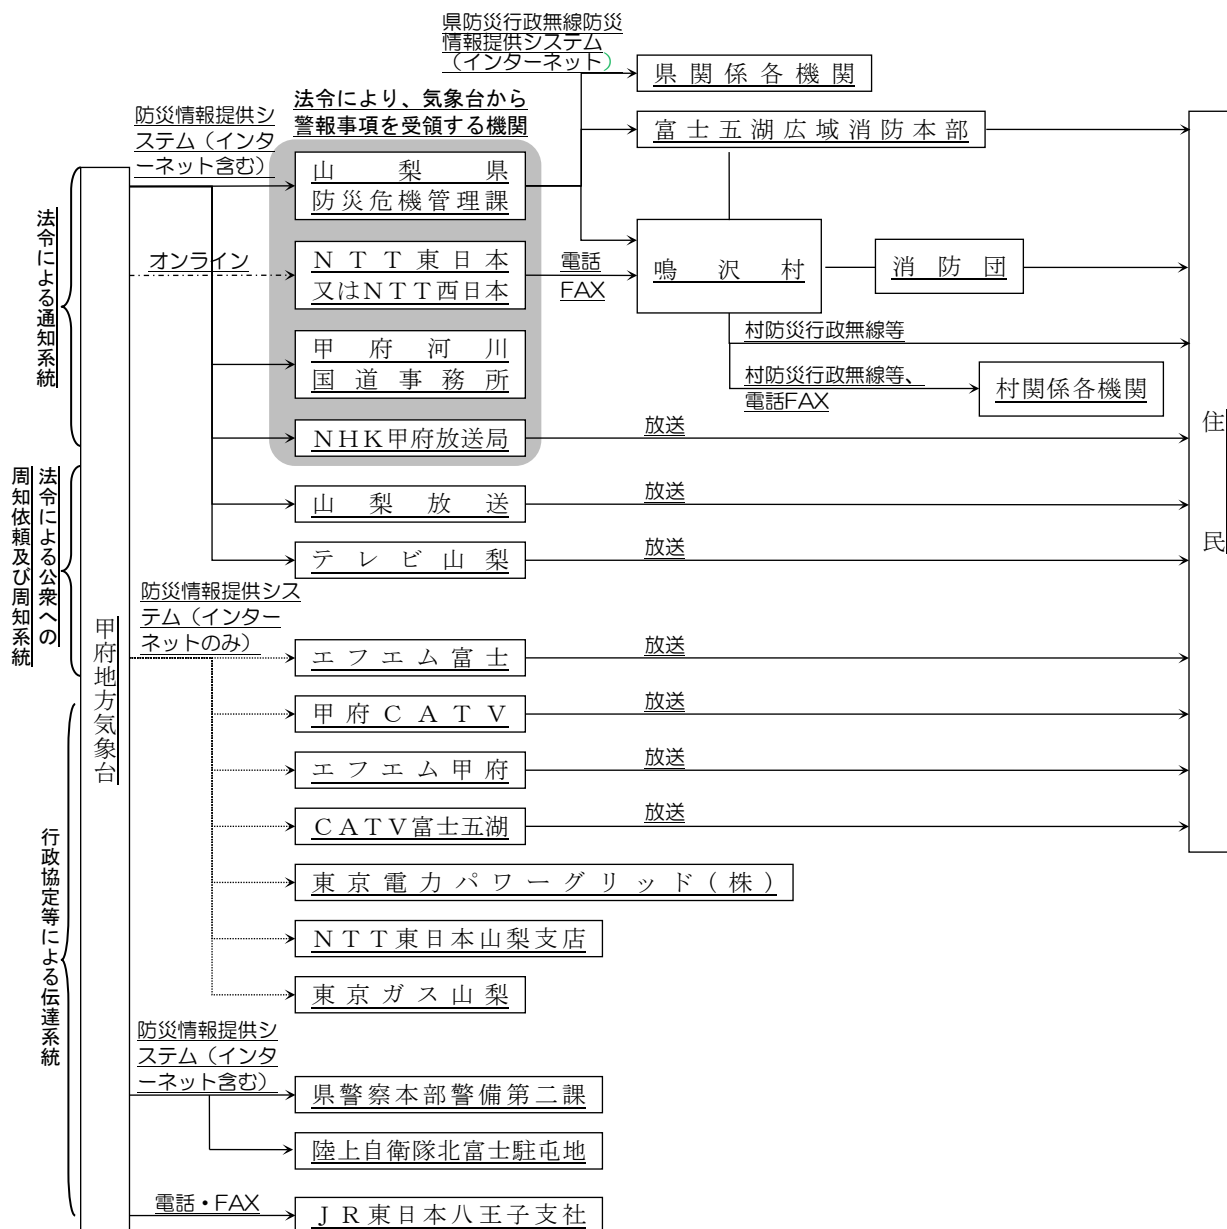 県防災行政無線防災
情報提供システム
（インターネット）
県関係各機関
法令により、気象台から
警報事項を受領する機関
防災情報提供シ
ステム（インタ
ーネット含む）
富士五湖広域消防本部
山梨県
防災危機管理課
法令による通知系統
オンライン
ＮＴＴ東日本
又はＮＴＴ西日本
電話
FAX
鳴沢村
消防団
村防災行政無線等
甲府河川
国道事務所
村防災行政無線等、
電話FAX
村関係各機関
ＮＨＫ甲府放送局
放送
住民
法令による公衆への
周知依頼及び周知系統
山梨放送
放送
テレビ山梨
放送
防災情報提供シス
テム（インター
ネットのみ）
甲府地方気象台
エフエム富士
放送
甲府ＣＡＴＶ
放送
エフエム甲府
放送
ＣＡＴＶ富士五湖
放送
行政協定等による伝達系統
東京電力パワーグリッド（株）
ＮＴＴ東日本山梨支店
東京ガス山梨
防災情報提供シ
ステム（インタ
ーネット含む）
県警察本部警備第二課
陸上自衛隊北富士駐屯地
電話・FAX
ＪＲ東日本八王子支社